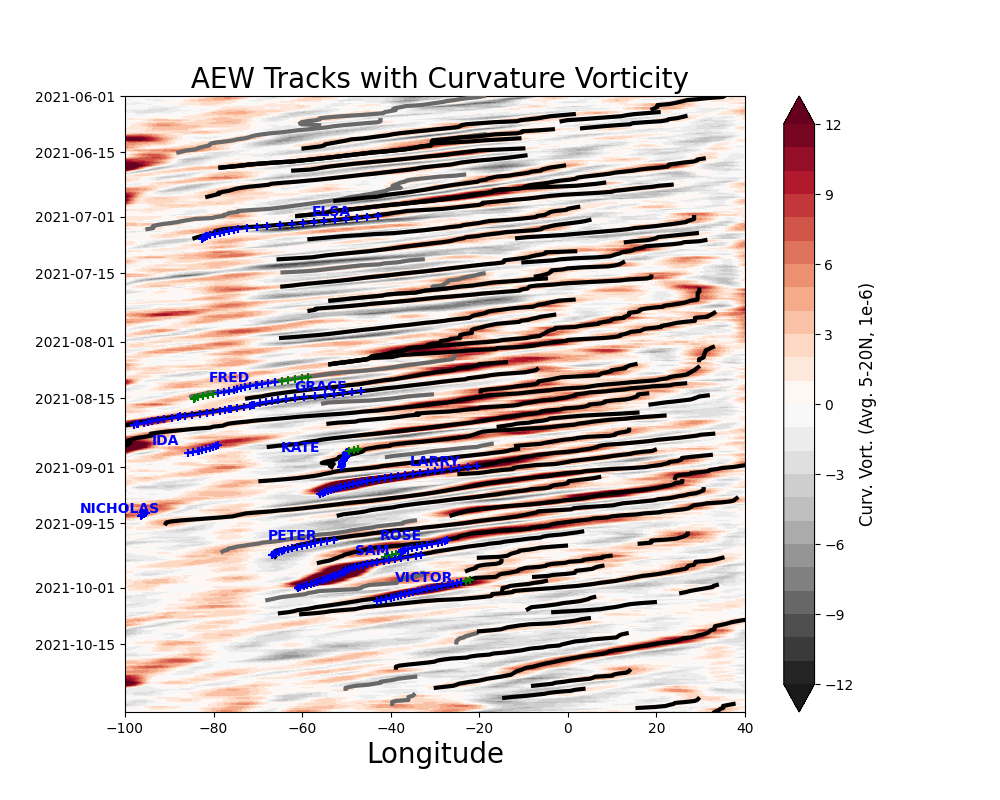 AEW Tracks with Curvature Vorticity
2021-06-01
2021-06-15
2021-07-01
2021-07-15
2021-08-01
2021-08-15
2021-09-01
2021-09-15
2021-10-01
2021-10-15
ELSA
FRED
GRACE
IDA
KATE
LARRY
NICHOLAS
PETER
ROSE
SAM
VICTOR
−100
−80
−60
−40
−20
0
20
40
Longitude
12
9
6
3
0
−3
−6
−9
−12
Curv. Vort. (Avg. 5-20N, 1e-6)